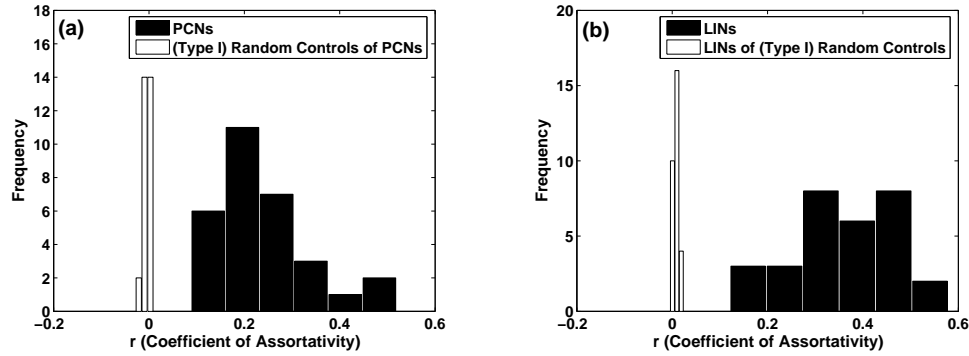 (a)
PCNs
(Type I) Random Controls of PCNs
18
16
14
12
10
8
6
4
2
0
Frequency
−0.2
0
0.2
0.4
0.6
r (Coefficient of Assortativity)
(b)
LINs
LINs of (Type I) Random Controls
20
15
10
5
0
Frequency
−0.2
0
0.2
0.4
0.6
r (Coefficient of Assortativity)